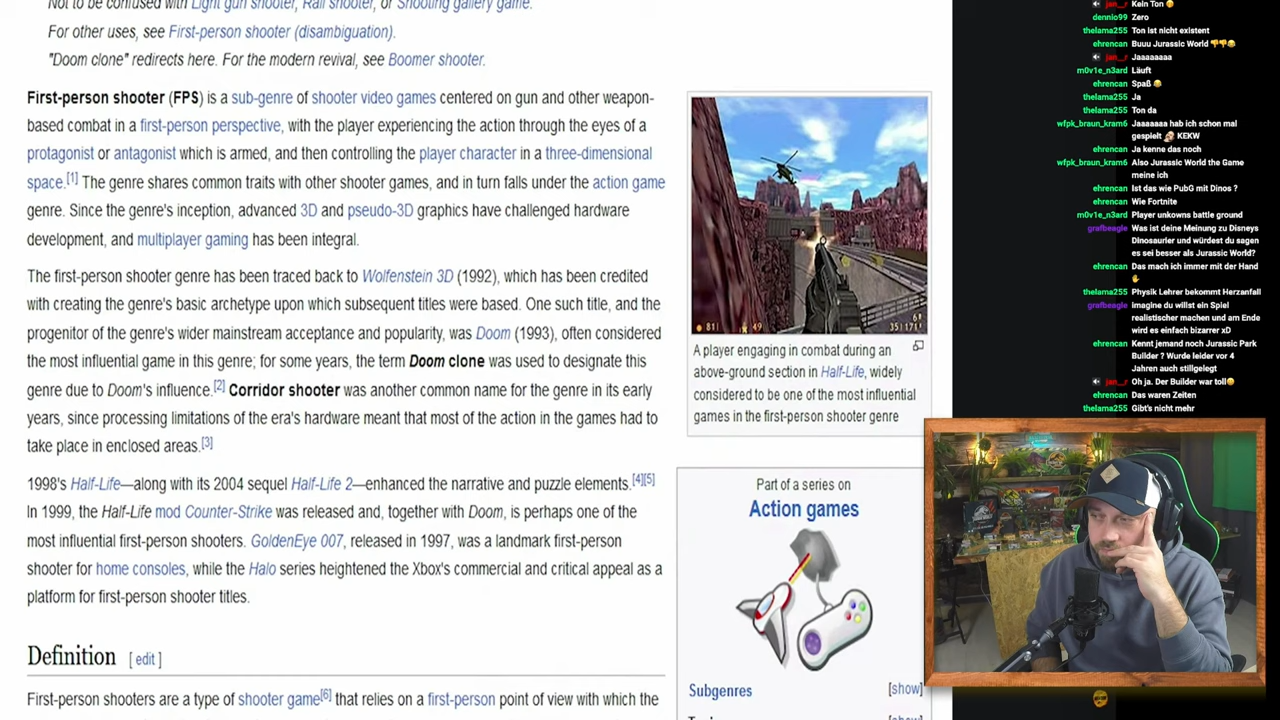 Not to be confused with Light gun shooter, Rail shooter, or Shooting gallery game.
For other uses, see First-person shooter (disambiguation).
"Doom clone" redirects here. For the modern revival, see Boomer shooter.
First-person shooter (FPS) is a sub-genre of shooter video games centered on gun and other weapon-
based combat in a first-person perspective, with the player experiencing the action through the eyes of a
protagonist or antagonist which is armed, and then controlling the player character in a three-dimensional
space.[1] The genre shares common traits with other shooter games, and in turn falls under the action game
genre. Since the genre's inception, advanced 3D and pseudo-3D graphics have challenged hardware
development, and multiplayer gaming has been integral.
The first-person shooter genre has been traced back to Wolfenstein 3D (1992), which has been credited
with creating the genre's basic archetype upon which subsequent titles were based. One such title, and the
progenitor of the genre's wider mainstream acceptance and popularity, was Doom (1993), often considered
the most influential game in this genre; for some years, the term Doom clone was used to designate this
genre due to Doom's influence.[2] Corridor shooter was another common name for the genre in its early
years, since processing limitations of the era's hardware meant that most of the action in the games had to
take place in enclosed areas.[3]
1998's Half-Life—along with its 2004 sequel Half-Life 2—enhanced the narrative and puzzle elements.[4][5]
In 1999, the Half-Life mod Counter-Strike was released and, together with Doom, is perhaps one of the
most influential first-person shooters. GoldenEye 007, released in 1997, was a landmark first-person
shooter for home consoles, while the Halo series heightened the Xbox's commercial and critical appeal as a
platform for first-person shooter titles.
Definition [ edit ]
First-person shooters are a type of shooter game[6] that relies on a first-person point of view with which the
A player engaging in combat during an
above-ground section in Half-Life, widely
considered to be one of the most influential
games in the first-person shooter genre
Part of a series on
Action games
Subgenres [show]
jan__r Kein Ton
dennio99 Zero
thelama255 Ton ist nicht existent
ehrencan Buuu Jurassic World
jan__r Jaaaaaaa
m0v1e_n3ard Läuft
ehrencan Spaß
thelama255 Ja
thelama255 Ton da
wfpk_braun_kram6 Jaaaaaaa hab ich schon mal
gespielt KEKW
ehrencan Ja kenne das noch
wfpk_braun_kram6 Also Jurassic World the Game
meine ich
ehrencan Ist das wie PubG mit Dinos ?
ehrencan Wie Fortnite
m0v1e_n3ard Player unkowns battle ground
grafbeagle Was ist deine Meinung zu Disneys
Dinosaurier und würdest du sagen
es sei besser als Jurassic World?
ehrencan Das mach ich immer mit der Hand
thelama255 Physik Lehrer bekommt Herzanfall
grafbeagle imagine du willst ein Spiel
realistischer machen und am Ende
wird es einfach bizarrer xD
ehrencan Kennt jemand noch Jurassic Park
Builder ? Wurde leider vor 4
Jahren auch stillgelegt
jan__r Oh ja. Der Builder war toll
ehrencan Das waren Zeiten
thelama255 Gibt's nicht mehr